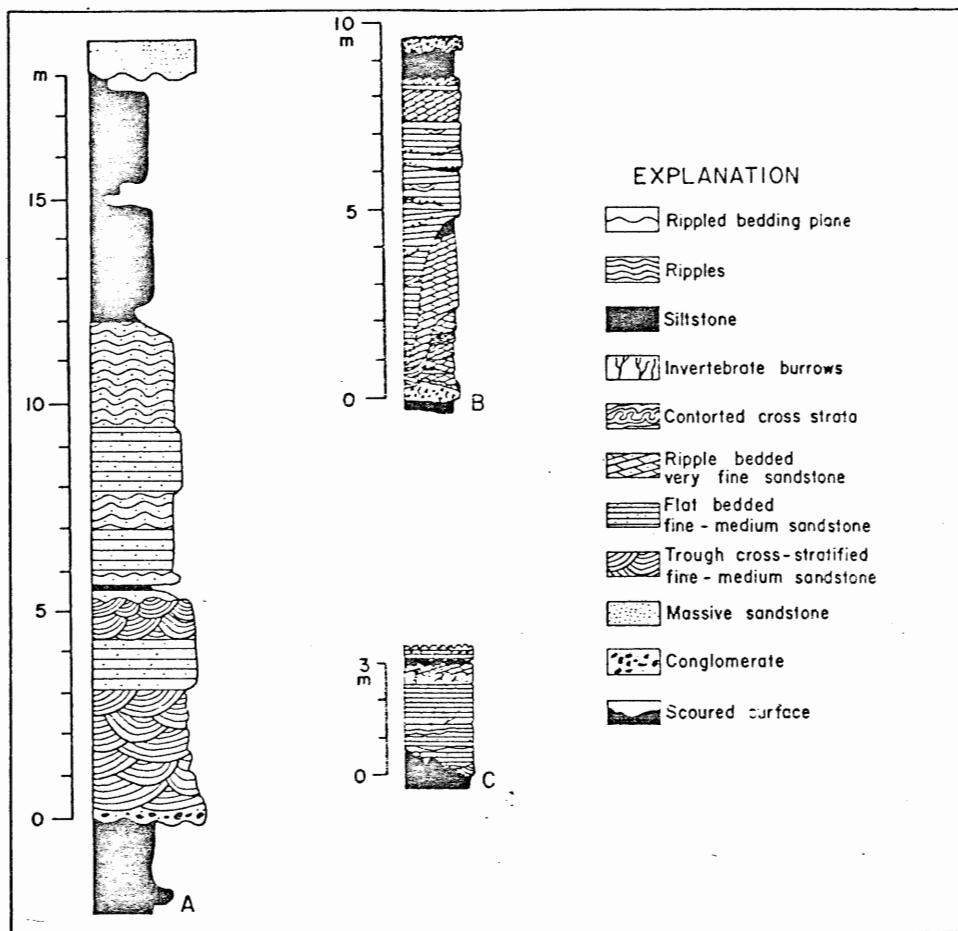 m
15
10
5
0
A
10
m
5
0
B
3
m
0
C
EXPLANATION
Rippled bedding plane
Ripples
Siltstone
Invertebrate burrows
Contorted cross strata
Ripple bedded
very fine sandstone
Flat bedded
fine-medium sandstone
Trough cross-stratified
fine-medium sandstone
Massive sandstone
Conglomerate
Scoured surface